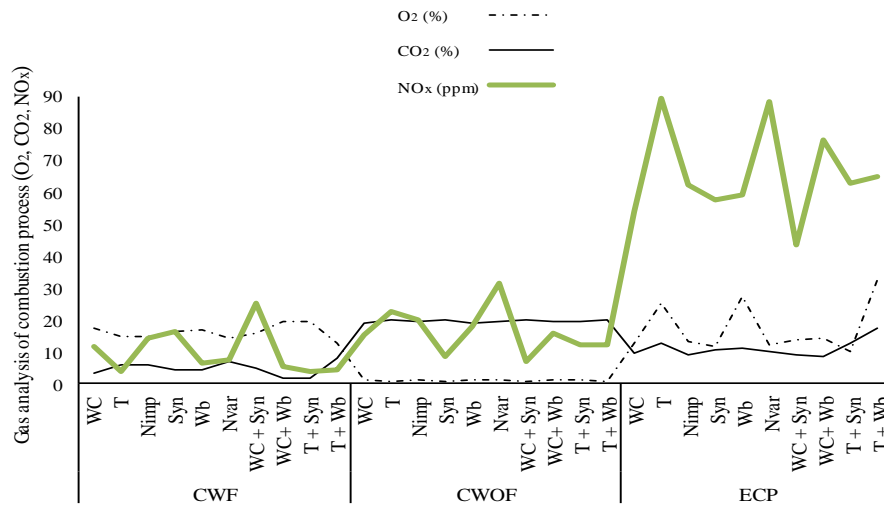 O2 (%)
CO2 (%)
NOx (ppm)
Gas analysis of combustion process (O2, CO2, NOx)
90
80
70
60
50
40
30
20
10
0
WC
T
Nimp
Syn
Wb
Nvar
WC + Syn
WC+ Wb
T + Syn
T + Wb
WC
T
Nimp
Syn
Wb
Nvar
WC + Syn
WC+ Wb
T + Syn
T + Wb
WC
T
Nimp
Syn
Wb
Nvar
WC + Syn
WC+ Wb
T + Syn
T + Wb
CWF
CWOF
ECP